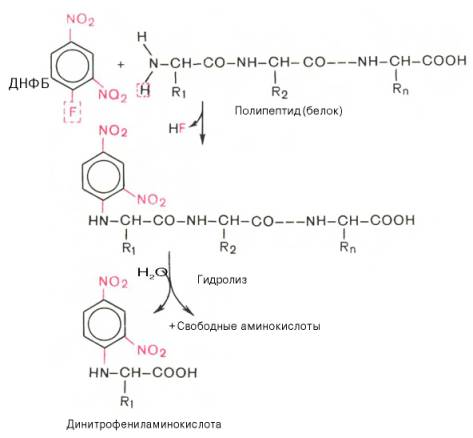 NO₂
ДНФБ
NO₂
F
+
H
N—CH—CO—NH—CH—CO---NH—CH—COOH
H
R₁
R₂
Rn
Полипептид (белок)
HF
NO₂
NO₂
HN—CH—CO—NH—CH—CO---NH—CH—COOH
R₁
R₂
Rn
H₂O
Гидролиз
NO₂
+ Свободные аминокислоты
NO₂
HN—CH—COOH
R₁
Динитрофениламинокислота